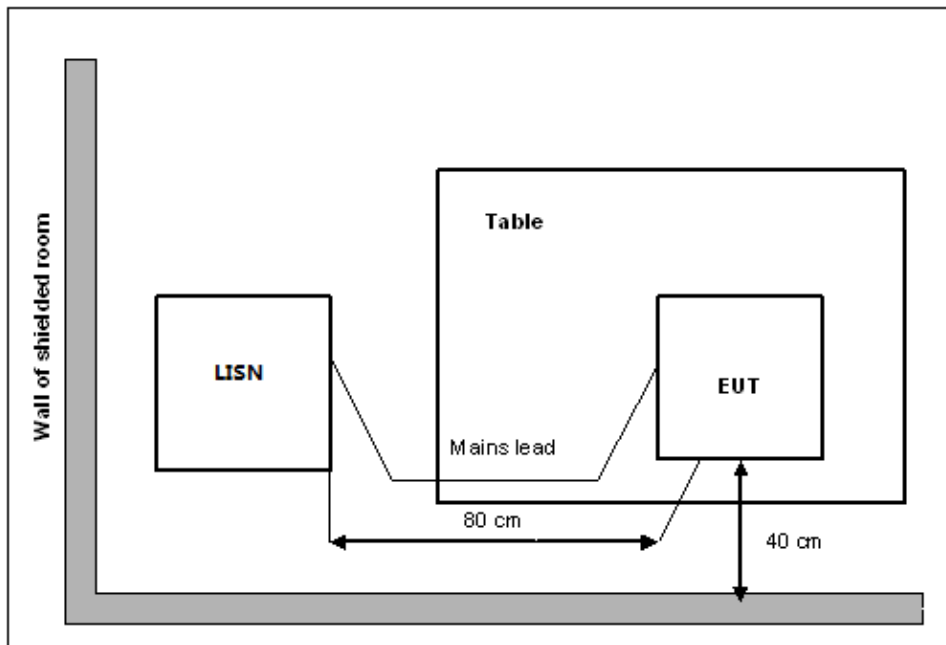 Wall of shielded room
Table
LISN
EUT
Mains lead
80 cm
40 cm